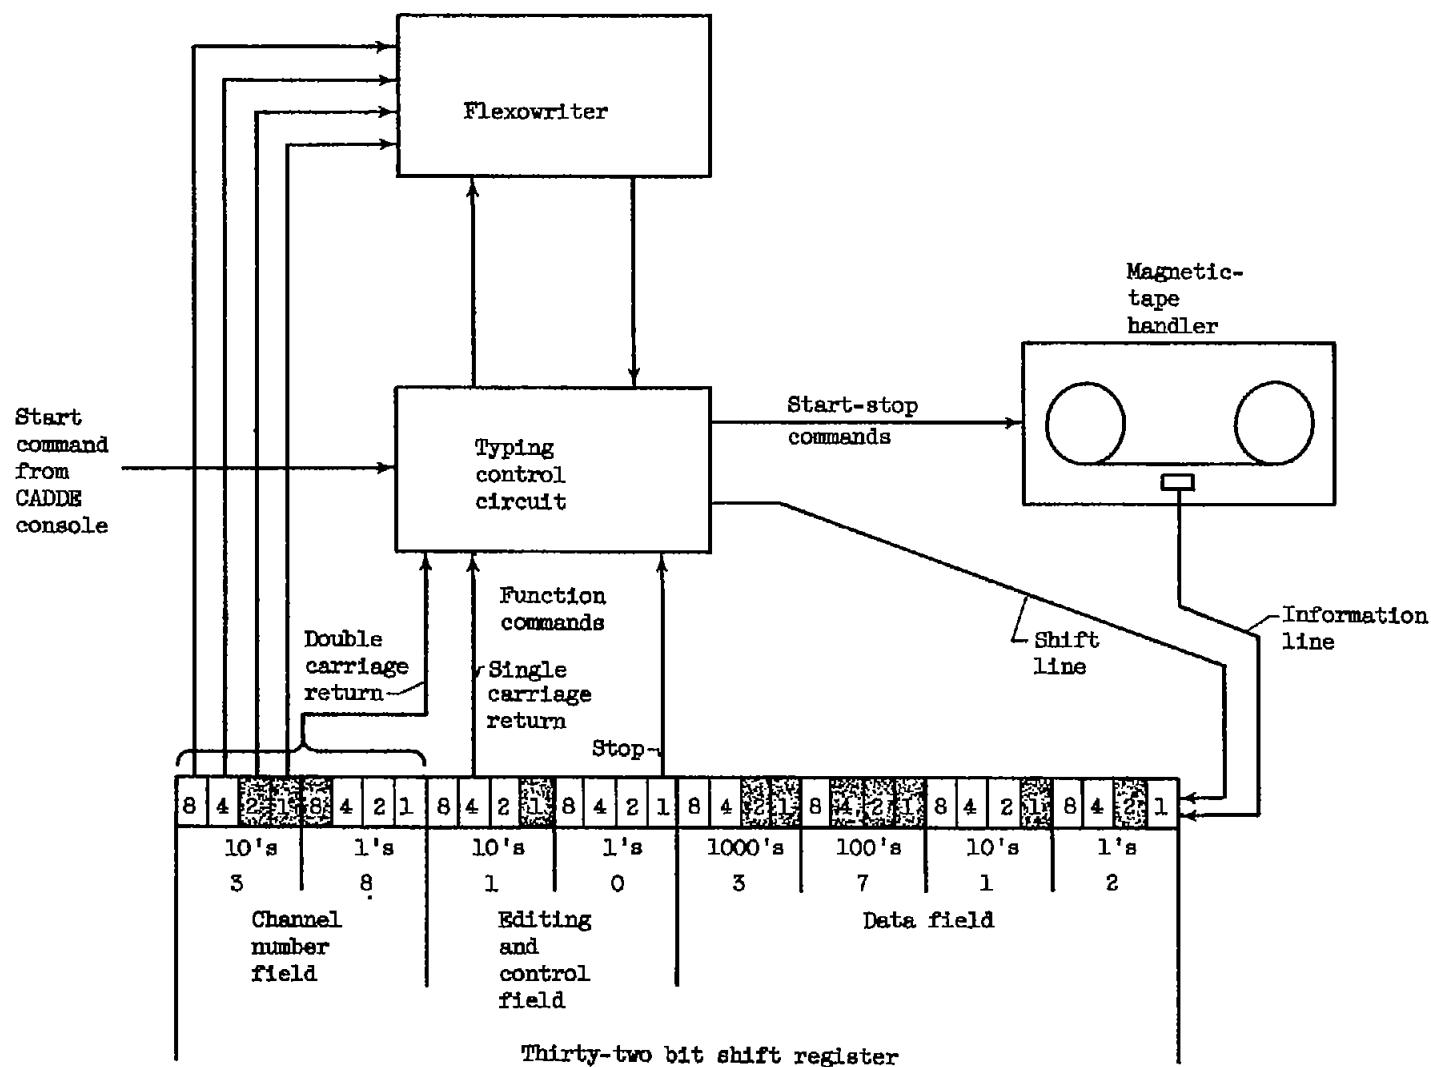 Flexowriter
Magnetic-
tape
handler
Start
command
from
CADDE
console
Typing
control
circuit
Start-stop
commands
Function
commands
Double
carriage
return
Single
carriage
return
Stop
Shift
line
Information
line
8 4 2 1 8 4 2 1 8 4 2 1 8 4 2 1 8 4 2 1 8 4 2 1 8 4 2 1 8 4 2 1
10's 1's 10's 1's 1000's 100's 10's 1's
3 8 1 0 3 7 1 2
Channel
number
field
Editing
and
control
field
Data field
Thirty-two bit shift register